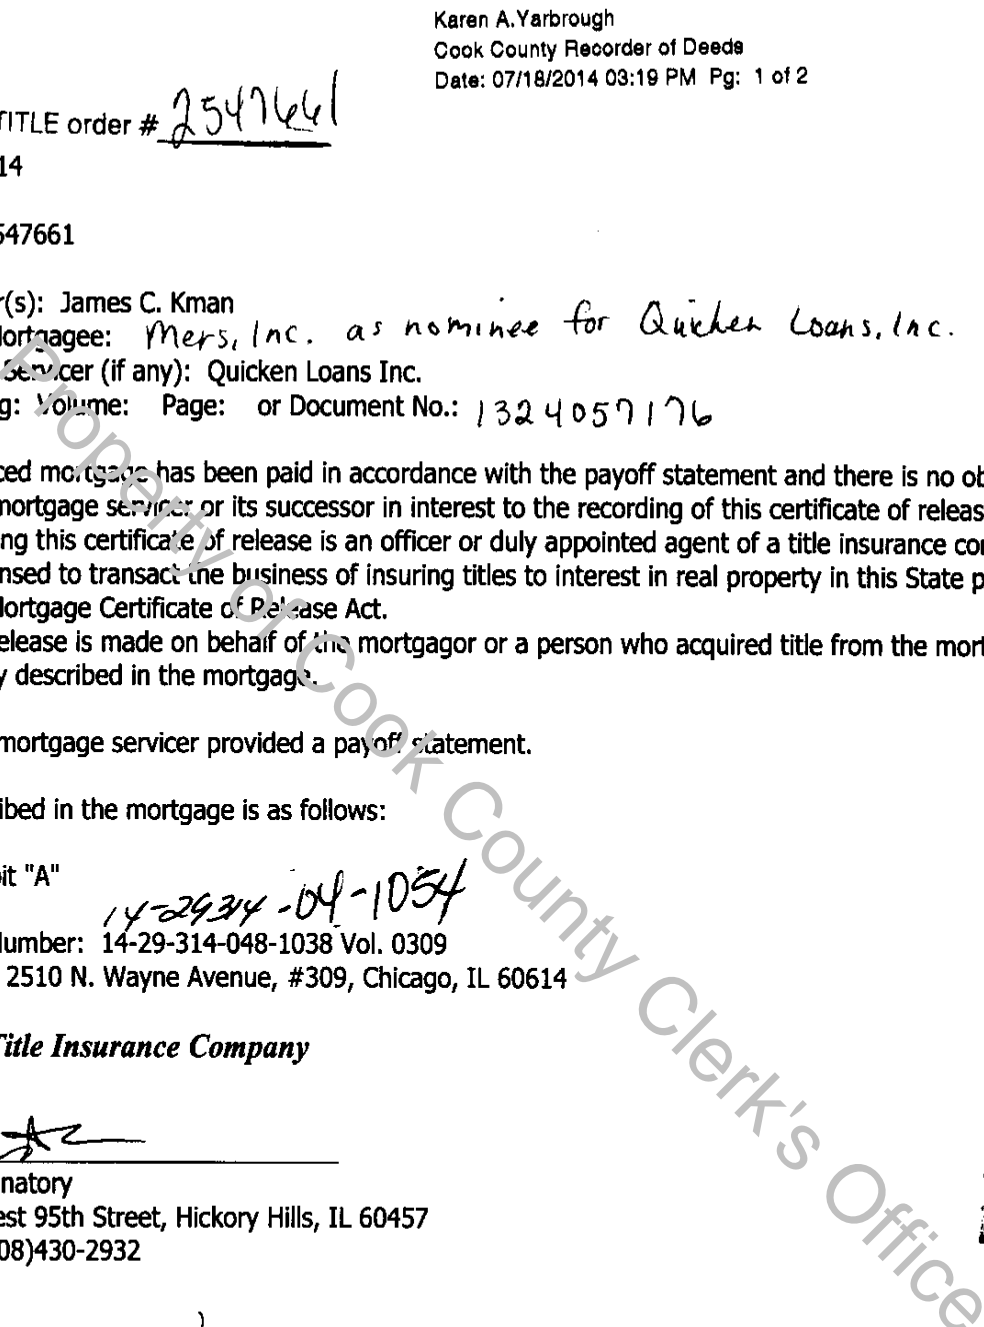 Karen A.Yarbrough
Cook County Recorder of Deeds
Date: 07/18/2014 03:19 PM Pg: 1 of 2
TITLE order # 2547661
14
547661
r(s): James C. Kman
ortgagee: Mers, Inc. as nominee for Quicken Loans, Inc.
Servicer (if any): Quicken Loans Inc.
g: Volume: Page: or Document No.: 1324057176
ced mortgage has been paid in accordance with the payoff statement and there is no ob
mortgage servicer or its successor in interest to the recording of this certificate of releas
ng this certificate of release is an officer or duly appointed agent of a title insurance co
nsed to transact the business of insuring titles to interest in real property in this State p
ortgage Certificate of Release Act.
elease is made on behalf of the mortgagor or a person who acquired title from the mort
y described in the mortgage.
mortgage servicer provided a payoff statement.
ibed in the mortgage is as follows:
it "A"
14-29-314-04-1054
umber: 14-29-314-048-1038 Vol. 0309
2510 N. Wayne Avenue, #309, Chicago, IL 60614
Title Insurance Company
natory
est 95th Street, Hickory Hills, IL 60457
08)430-2932
Property of Cook County Clerk's Office